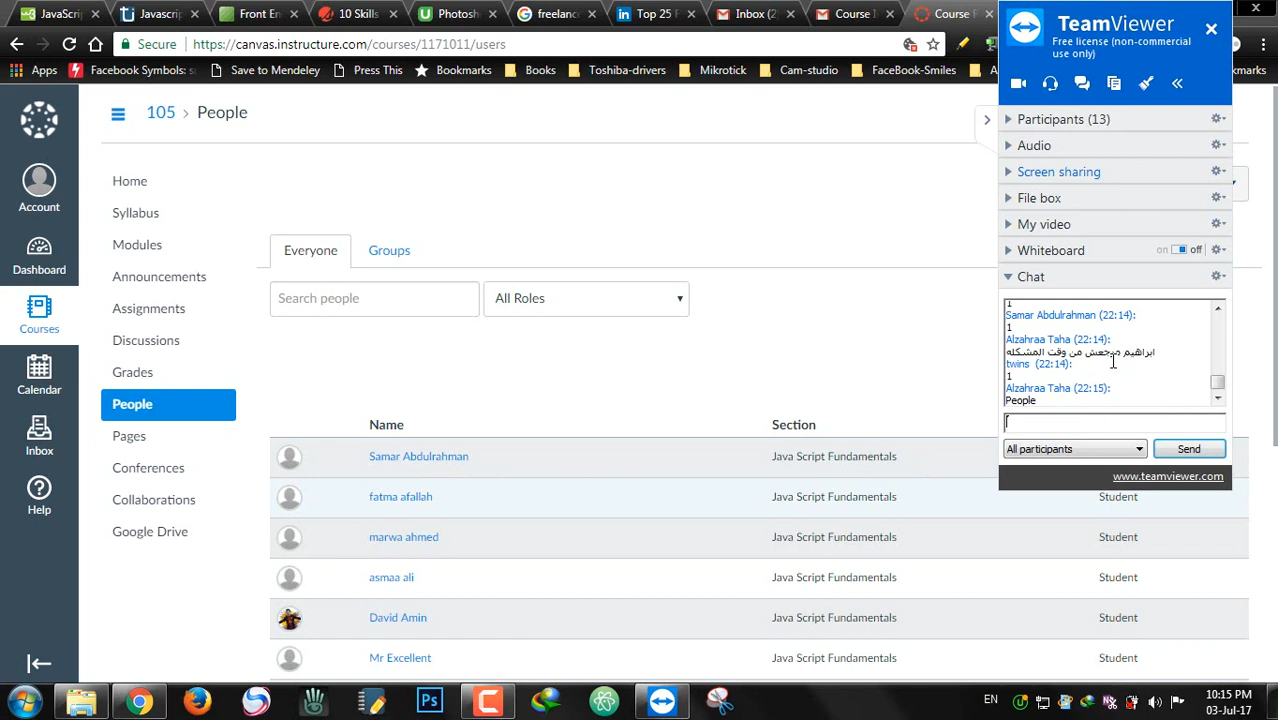 JavaScri
Javascrip
Front En
10 Skills
Photosh
freelanc
Top 25
Inbox (2
Course I
Course
Secure
https://canvas.instructure.com/courses/1171011/users
Apps
Facebook Symbols: s
Save to Mendeley
Press This
Bookmarks
Books
Toshiba-drivers
Mikrotick
Cam-studio
FaceBook-Smiles
TeamViewer
Free license (non-commercial
use only)
Participants (13)
Audio
Screen sharing
File box
My video
Whiteboard
on
off
Chat
1
Samar Abdulrahman (22:14):
1
Alzahraa Taha (22:14):
ابراهيم مرجعش من وقت المشكله
twins (22:14):
1
Alzahraa Taha (22:15):
People
All participants
Send
www.teamviewer.com
105 > People
Account
Dashboard
Courses
Calendar
Inbox
Help
Home
Syllabus
Modules
Announcements
Assignments
Discussions
Grades
People
Pages
Conferences
Collaborations
Google Drive
Everyone
Groups
Search people
All Roles
Name Section
Samar Abdulrahman Java Script Fundamentals
fatma afallah Java Script Fundamentals Student
marwa ahmed Java Script Fundamentals Student
asmaa ali Java Script Fundamentals Student
David Amin Java Script Fundamentals Student
Mr Excellent Java Script Fundamentals Student
Ps
EN
10:15 PM
03-Jul-17